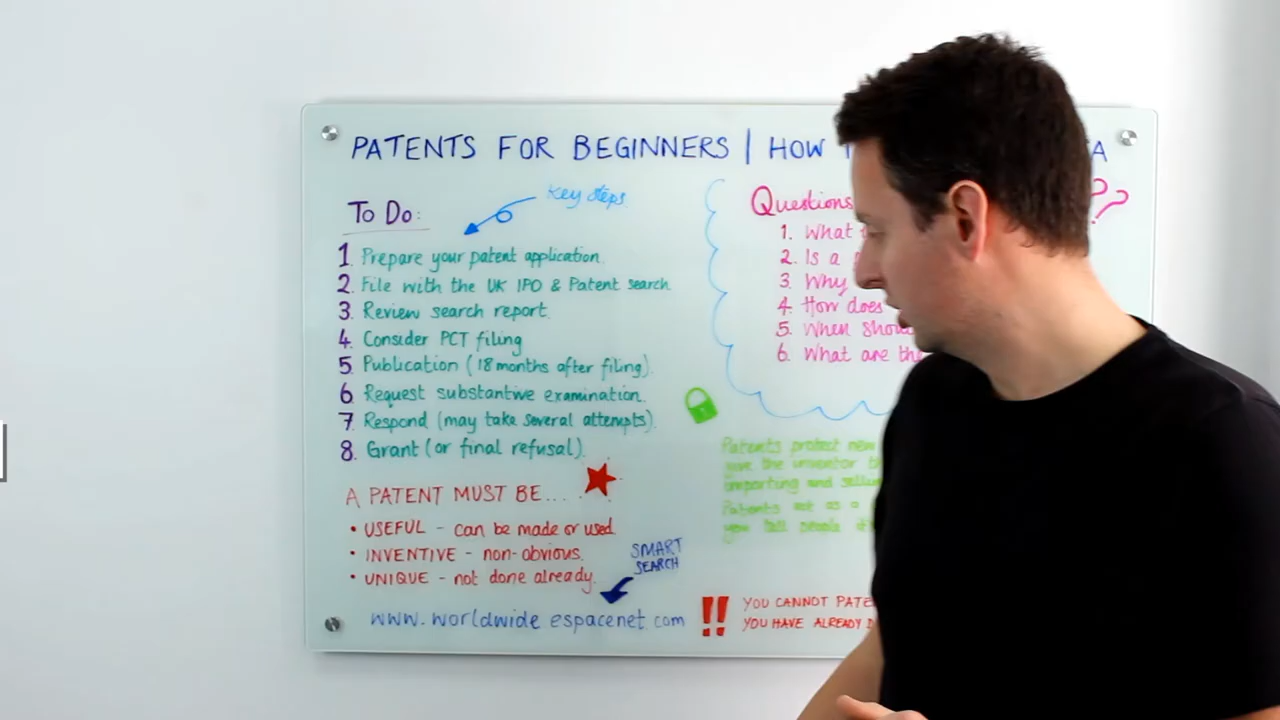 PATENTS FOR BEGINNERS | HOW A
To Do:
Key steps
1. Prepare your patent application.
2. File with the UK IPO & Patent search
3. Review search report.
4. Consider PCT filing
5. Publication (18 months after filing).
6. Request substantive examination.
7. Respond (may take several attempts).
8. Grant (or final refusal).
A PATENT MUST BE....
• USEFUL - can be made or used
• INVENTIVE - non-obvious.
• UNIQUE - not done already.
SMART
SEARCH
www.worldwide espacenet.com
Questions ??
1. What
2. Is a
3. Why
4. How does
5. When
6. What are the
Patents protect new
give the inventor
importing and selling
Patents act as a
you tell people
!! YOU CANNOT
YOU HAVE ALREADY